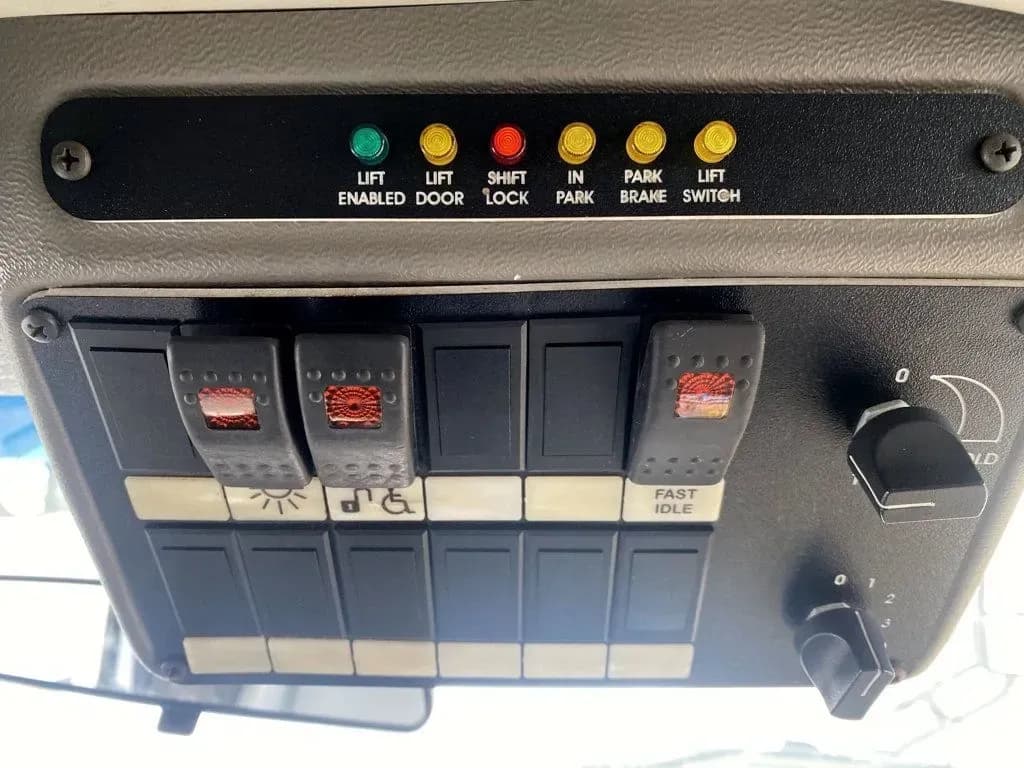 LIFT ENABLED
LIFT DOOR
SHIFT LOCK
IN PARK
PARK BRAKE
LIFT SWITCH
0
FAST
IDLE
0 1
2
3